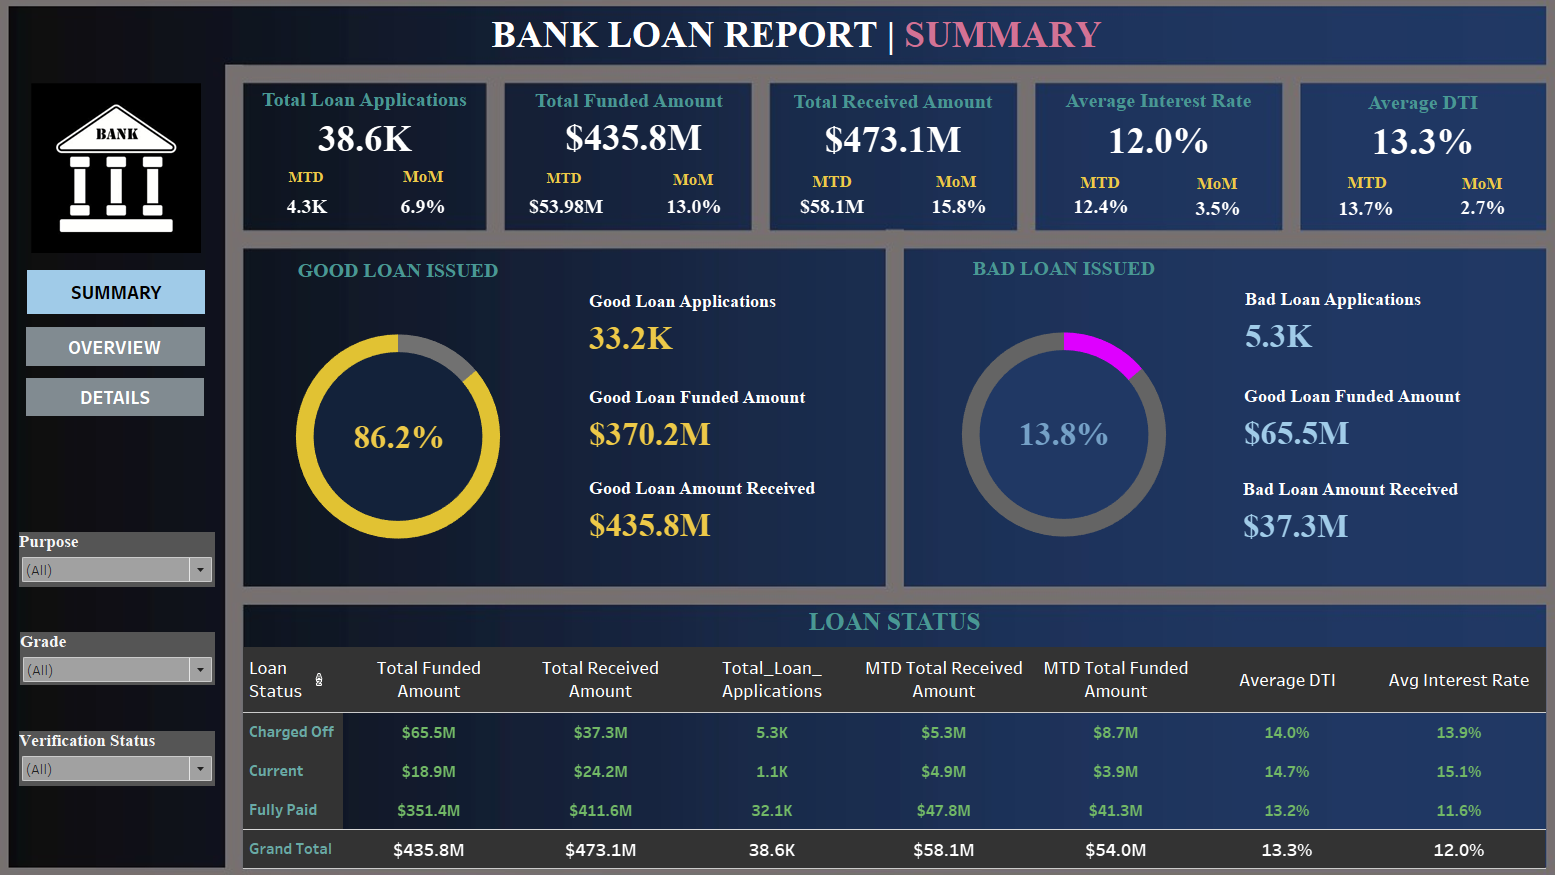 BANK LOAN REPORT | SUMMARY
BANK
SUMMARY
OVERVIEW
DETAILS
Purpose
(All)
Grade
(All)
Verification Status
(All)
Total Loan Applications
38.6K
MTD MoM
4.3K 6.9%
Total Funded Amount
$435.8M
MTD MoM
$53.98M 13.0%
Total Received Amount
$473.1M
MTD MoM
$58.1M 15.8%
Average Interest Rate
12.0%
MTD MoM
12.4% 3.5%
Average DTI
13.3%
MTD MoM
13.7% 2.7%
GOOD LOAN ISSUED
86.2%
Good Loan Applications
33.2K
Good Loan Funded Amount
$370.2M
Good Loan Amount Received
$435.8M
BAD LOAN ISSUED
13.8%
Bad Loan Applications
5.3K
Good Loan Funded Amount
$65.5M
Bad Loan Amount Received
$37.3M
LOAN STATUS
Loan Status Total Funded Amount Total Received Amount Total_Loan_ Applications MTD Total Received Amount MTD Total Funded Amount Average DTI Avg Interest Rate
Charged Off $65.5M $37.3M 5.3K $5.3M $8.7M 14.0% 13.9%
Current $18.9M $24.2M 1.1K $4.9M $3.9M 14.7% 15.1%
Fully Paid $351.4M $411.6M 32.1K $47.8M $41.3M 13.2% 11.6%
Grand Total $435.8M $473.1M 38.6K $58.1M $54.0M 13.3% 12.0%